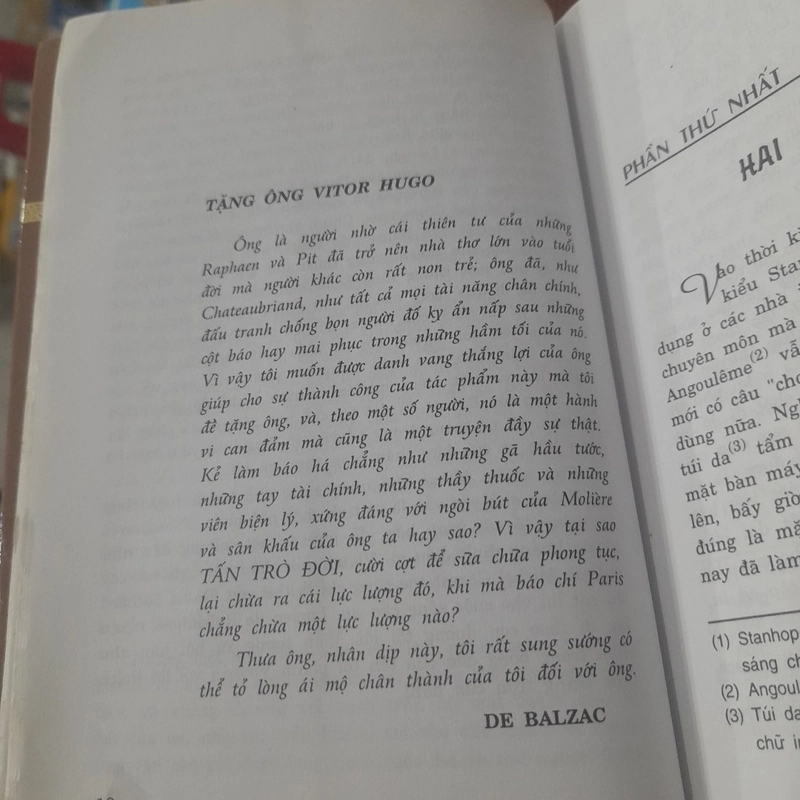 TẶNG ÔNG VITOR HUGO
Ông là người nhờ cái thiên tư của những
Raphaen và Pit đã trở nên nhà thơ lớn vào tuổi
đời mà người khác còn rất non trẻ; ông đã, như
Chateaubriand, như tất cả mọi tài năng chân chính,
đấu tranh chống bọn người đố kỵ ẩn nấp sau những
cột báo hay mai phục trong những hầm tối của nó.
Vì vậy tôi muốn được danh vang thắng lợi của ông
giúp cho sự thành công của tác phẩm này mà tôi
đề tặng ông, và, theo một số người, nó là một hành
vi can đảm mà cũng là một truyện đầy sự thật.
Kẻ làm báo há chẳng như những gã hầu tước,
những tay tài chính, những thầy thuốc và những
viên biện lý, xứng đáng với ngòi bút của Molière
và sân khấu của ông ta hay sao? Vì vậy tại sao
TẤN TRÒ ĐỜI, cười cợt để sữa chữa phong tục,
lại chừa ra cái lực lượng đó, khi mà báo chí Paris
chẳng chừa một lực lượng nào?
Thưa ông, nhân dịp này, tôi rất sung sướng có
thể tỏ lòng ái mộ chân thành của tôi đối với ông.
DE BALZAC
PHẦN THỨ NHẤT
HAI
Vào thời k
kiểu Sta
dụng ở các nhà
chuyên môn mà
Angoulême(2) vẫ
mới có câu "ch
dùng nữa. Ng
túi da(3) tẩm
mặt bàn máy
lên, bấy giờ
đúng là mặ
nay đã làm
(1) Stanhop
sáng ch
(2) Angoul
(3) Túi da
chữ i